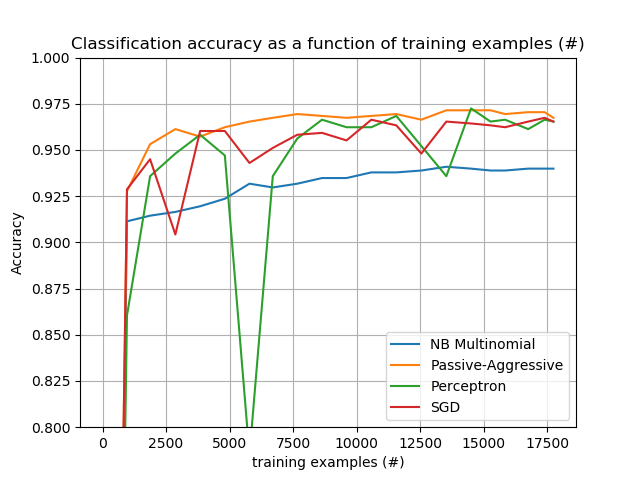 Classification accuracy as a function of training examples (#)
1.000
0.975
0.950
0.925
0.900
0.875
0.850
0.825
0.800
Accuracy
NB Multinomial
Passive-Aggressive
Perceptron
SGD
0 2500 5000 7500 10000 12500 15000 17500
training examples (#)